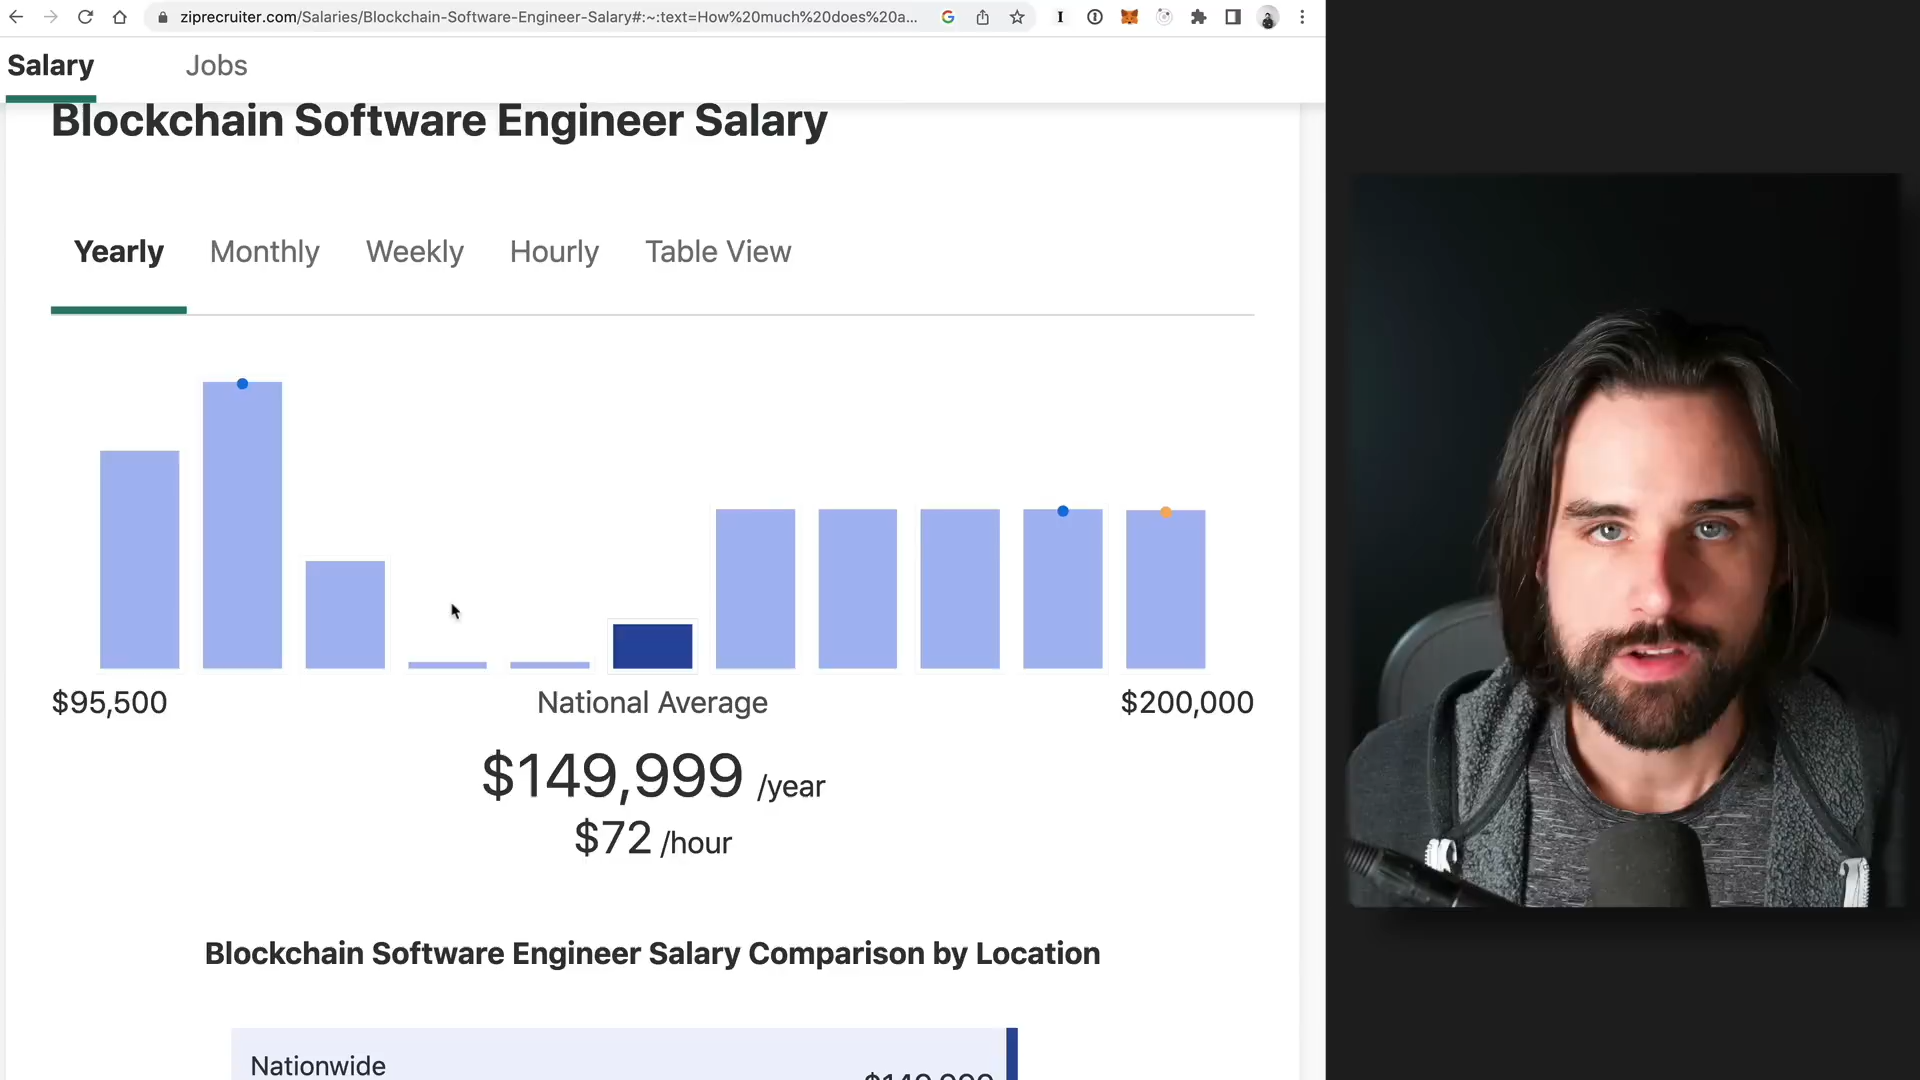 ziprecruiter.com/Salaries/Blockchain-Software-Engineer-Salary#:~:text=How%20much%20does%20a...
Salary Jobs
Blockchain Software Engineer Salary
Yearly Monthly Weekly Hourly Table View
$95,500 National Average $200,000
$149,999 /year
$72 /hour
Blockchain Software Engineer Salary Comparison by Location
Nationwide